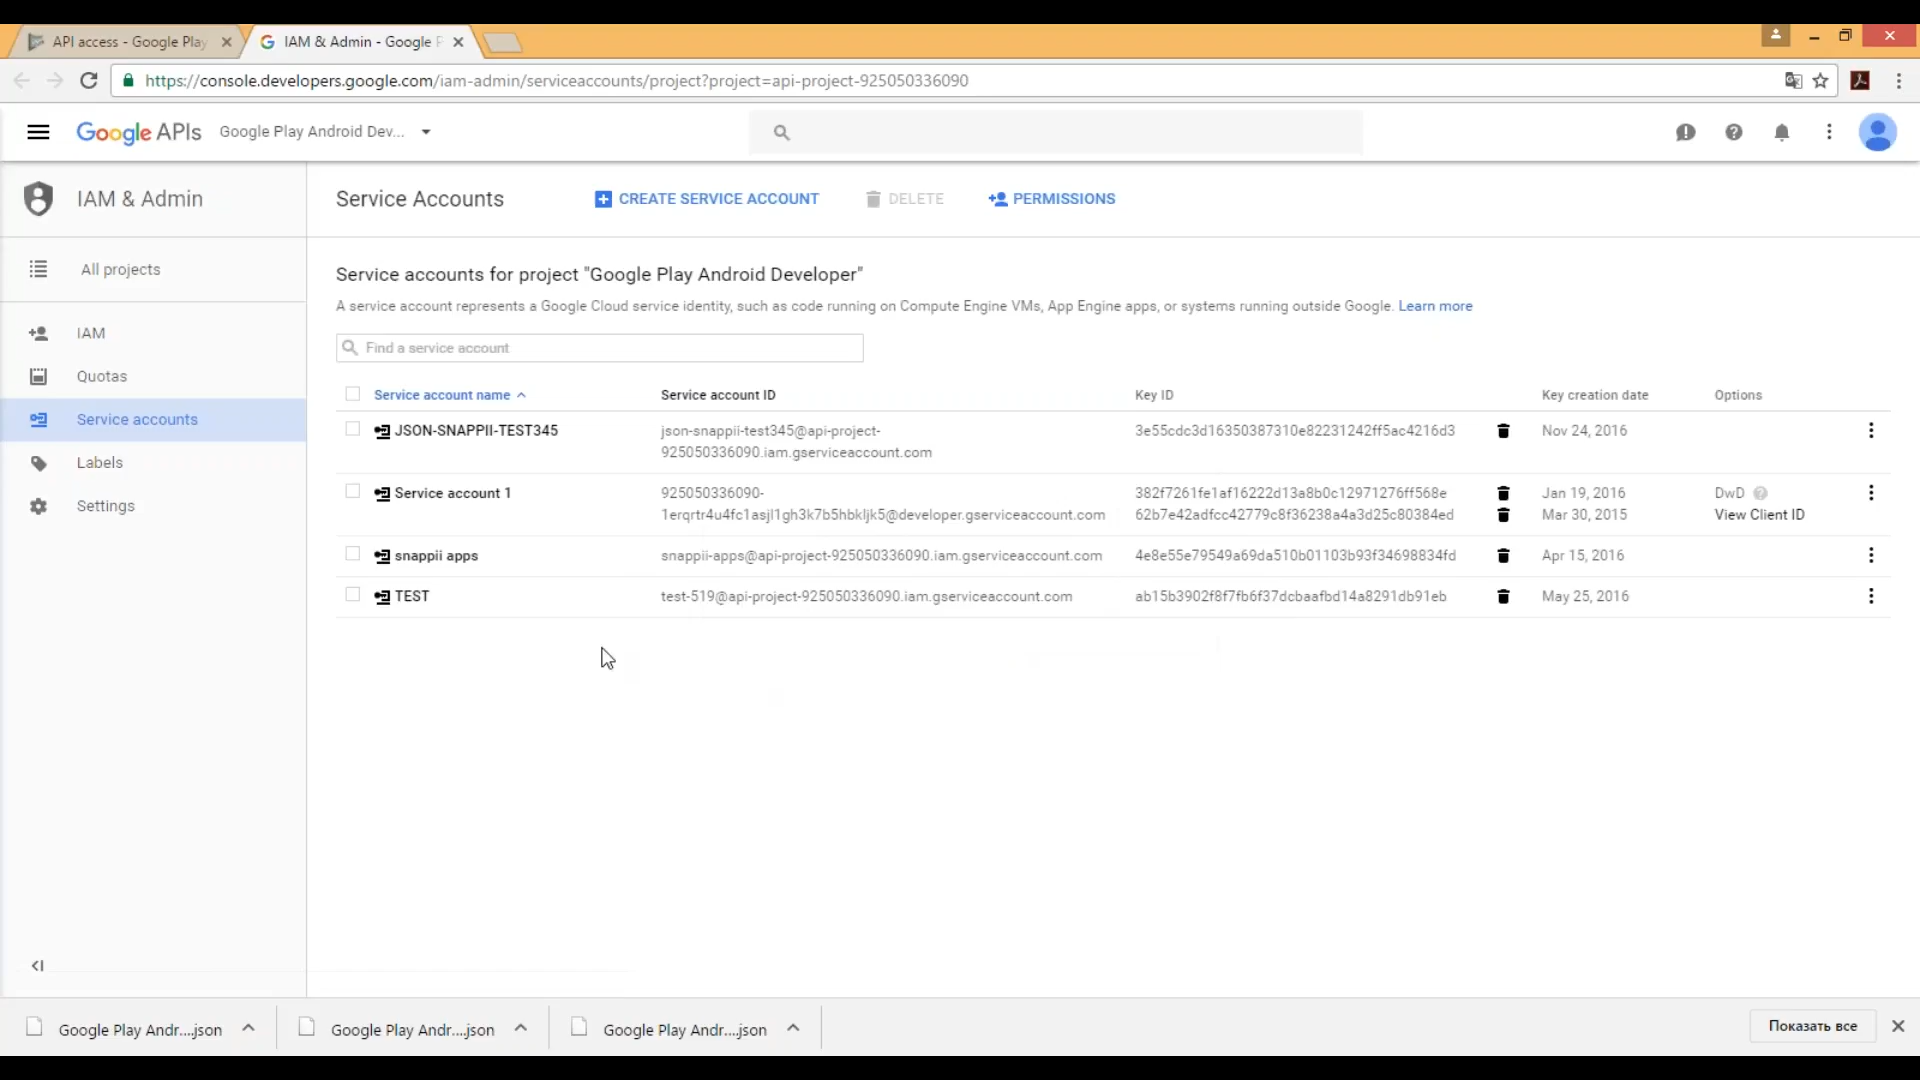 API access - Google Play
IAM & Admin - Google P
https://console.developers.google.com/iam-admin/serviceaccounts/project?project=api-project-925050336090
Google APIs
Google Play Android Dev...
IAM & Admin
Service Accounts
CREATE SERVICE ACCOUNT
DELETE
PERMISSIONS
All projects
IAM
Quotas
Service accounts
Labels
Settings
Service accounts for project "Google Play Android Developer"
A service account represents a Google Cloud service identity, such as code running on Compute Engine VMs, App Engine apps, or systems running outside Google. Learn more
Find a service account
Service account name Service account ID Key ID Key creation date Options
JSON-SNAPPII-TEST345 json-snappii-test345@api-project- 3e55cdc3d16350387310e82231242ff5ac4216d3 Nov 24, 2016
925050336090.iam.gserviceaccount.com
Service account 1 925050336090- 382f7261fe1af16222d13a8b0c12971276ff568e Jan 19, 2016 DwD
1erqrtr4u4fc1asjl1gh3k7b5hbkljk5@developer.gserviceaccount.com 62b7e42adfcc42779c8f36238a4a3d25c80384ed Mar 30, 2015 View Client ID
snappii apps snappii-apps@api-project-925050336090.iam.gserviceaccount.com 4e8e55e79549a69da510b01103b93f34698834fd Apr 15, 2016
TEST test-519@api-project-925050336090.iam.gserviceaccount.com ab15b3902f8f7fb6f37dcbaafbd14a8291db91eb May 25, 2016
Google Play Andr....json
Google Play Andr....json
Google Play Andr....json
Показать все